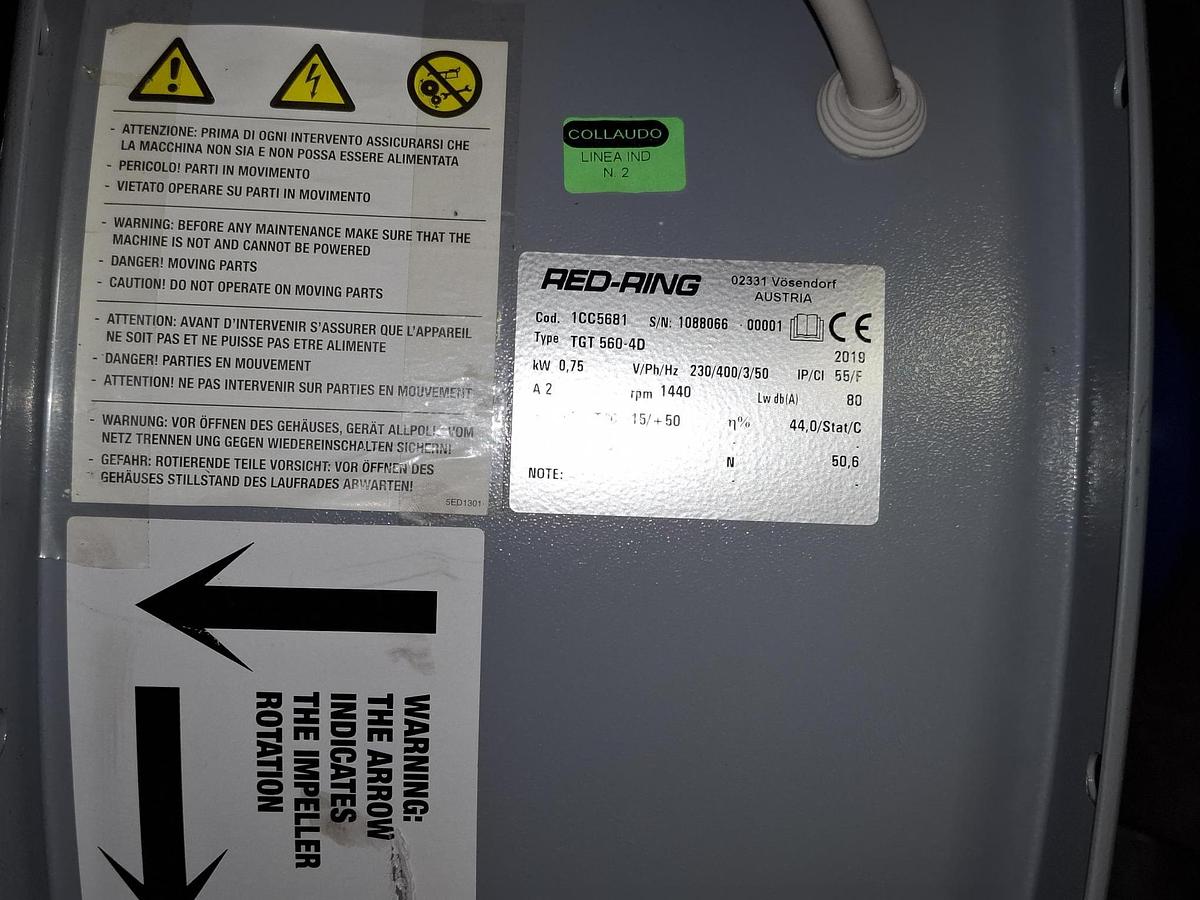 - ATTENZIONE: PRIMA DI OGNI INTERVENTO ASSICURARSI CHE
LA MACCHINA NON SIA E NON POSSA ESSERE ALIMENTATA
- PERICOLO! PARTI IN MOVIMENTO
- VIETATO OPERARE SU PARTI IN MOVIMENTO
- WARNING: BEFORE ANY MAINTENANCE MAKE SURE THAT THE
MACHINE IS NOT AND CANNOT BE POWERED
- DANGER! MOVING PARTS
- CAUTION! DO NOT OPERATE ON MOVING PARTS
- ATTENTION: AVANT D'INTERVENIR S'ASSURER QUE L'APPAREIL
NE SOIT PAS ET NE PUISSE PAS ETRE ALIMENTE
- DANGER! PARTIES EN MOUVEMENT
- ATTENTION! NE PAS INTERVENIR SUR PARTIES EN MOUVEMENT
- WARNUNG: VOR ÖFFNEN DES GEHÄUSES, GERÄT ALLPOLIG VOM
NETZ TRENNEN UNG GEGEN WIEDEREINSCHALTEN SICHERN!
- GEFAHR: ROTIERENDE TEILE VORSICHT: VOR ÖFFNEN DES
GEHÄUSES STILLSTAND DES LAUFRADES ARWARTEN!
5ED1301
COLLAUDO
LINEA IND
N. 2
RED-RING
02331 Vösendorf
AUSTRIA
Cod. 1CC5681 S/N: 1088066 - 00001 CE
Type TGT 560-4D 2019
kW 0,75 V/Ph/Hz 230/400/3/50 IP/Cl 55/F
A 2 rpm 1440 Lw db(A) 80
T°C 15/+50 η% 44,0/Stat/C
N 50,6
NOTE:
WARNING:
THE ARROW
INDICATES
THE IMPELLER
ROTATION